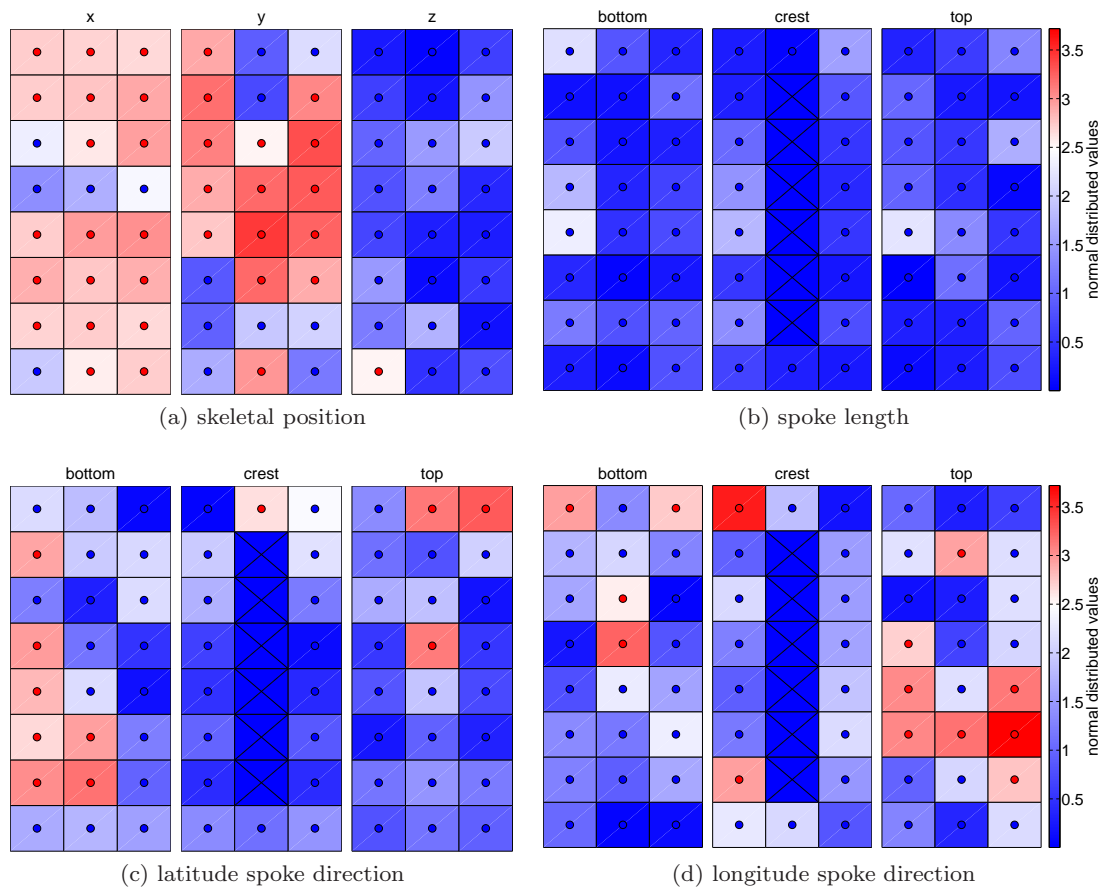 x y z
bottom crest top
3.5
3
2.5
2
1.5
1
0.5
normal distributed values
(a) skeletal position
(b) spoke length
bottom crest top
bottom crest top
3.5
3
2.5
2
1.5
1
0.5
normal distributed values
(c) latitude spoke direction
(d) longitude spoke direction